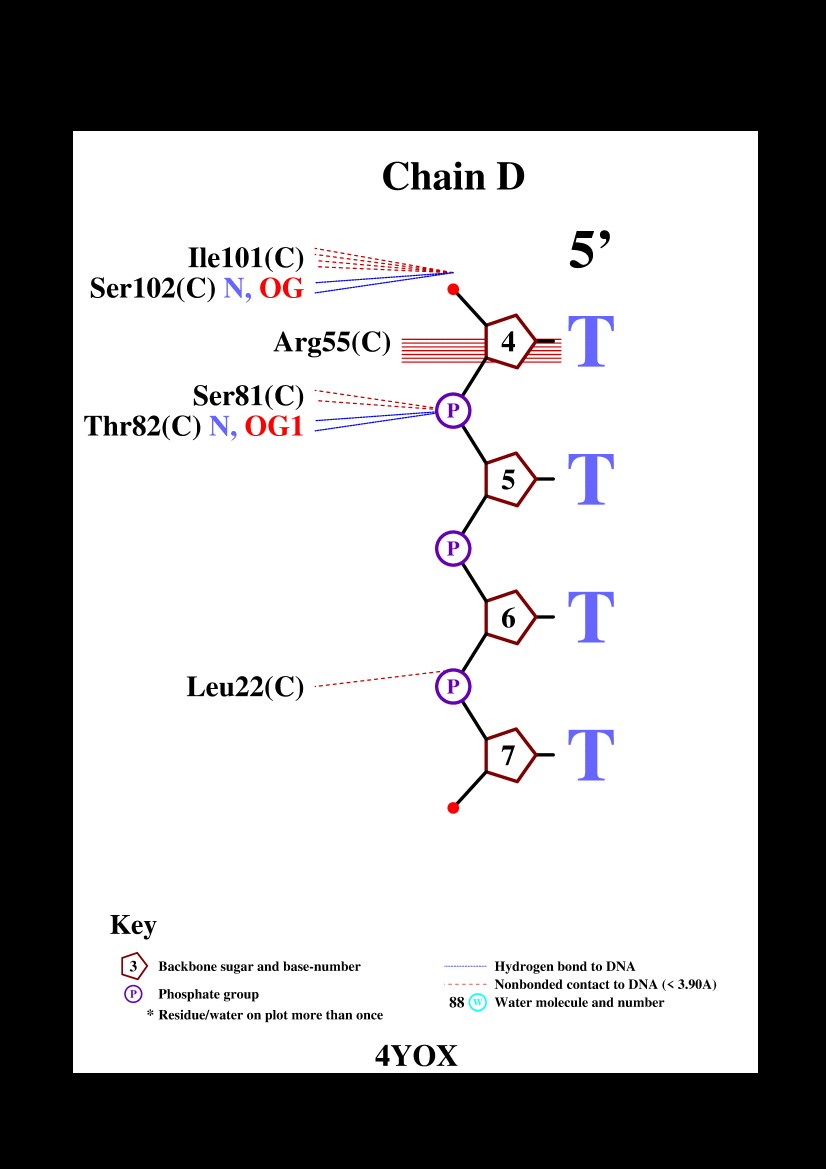 Chain D
5’
Ile101(C)
Ser102(C) N, OG
4 T
Arg55(C)
Ser81(C)
P
Thr82(C) N, OG1
5 T
P
6 T
Leu22(C) P
7 T
Key
3 Backbone sugar and base-number
P Phosphate group
* Residue/water on plot more than once
Hydrogen bond to DNA
Nonbonded contact to DNA (< 3.90A)
88 W Water molecule and number
4YOX